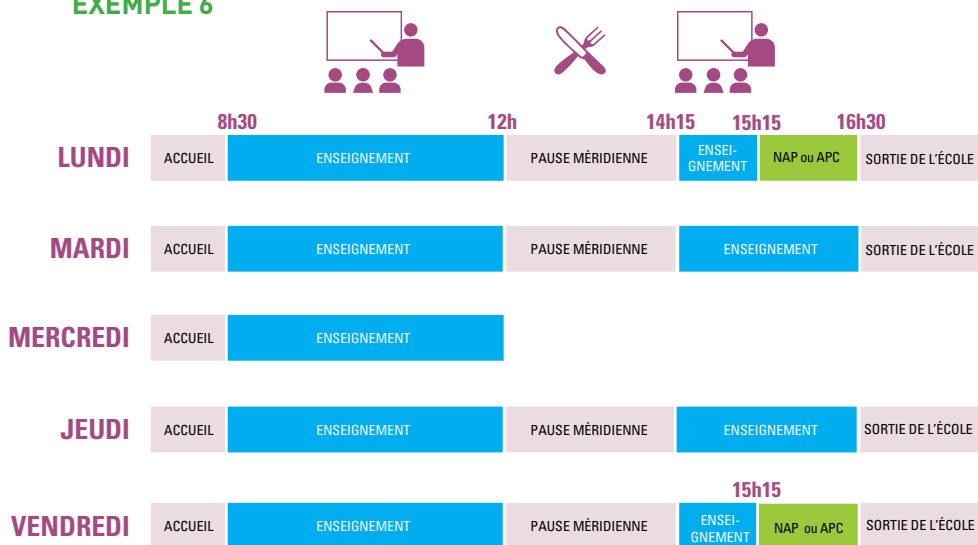 EXEMPLE 6
8h30 12h 14h15 15h15 16h30
LUNDI ACCUEIL ENSEIGNEMENT PAUSE MÉRIDIENNE ENSEI-
GNEMENT NAP ou APC SORTIE DE L'ÉCOLE
MARDI ACCUEIL ENSEIGNEMENT PAUSE MÉRIDIENNE ENSEIGNEMENT SORTIE DE L'ÉCOLE
MERCREDI ACCUEIL ENSEIGNEMENT
JEUDI ACCUEIL ENSEIGNEMENT PAUSE MÉRIDIENNE ENSEIGNEMENT SORTIE DE L'ÉCOLE
15h15
VENDREDI ACCUEIL ENSEIGNEMENT PAUSE MÉRIDIENNE ENSEI-
GNEMENT NAP ou APC SORTIE DE L'ÉCOLE